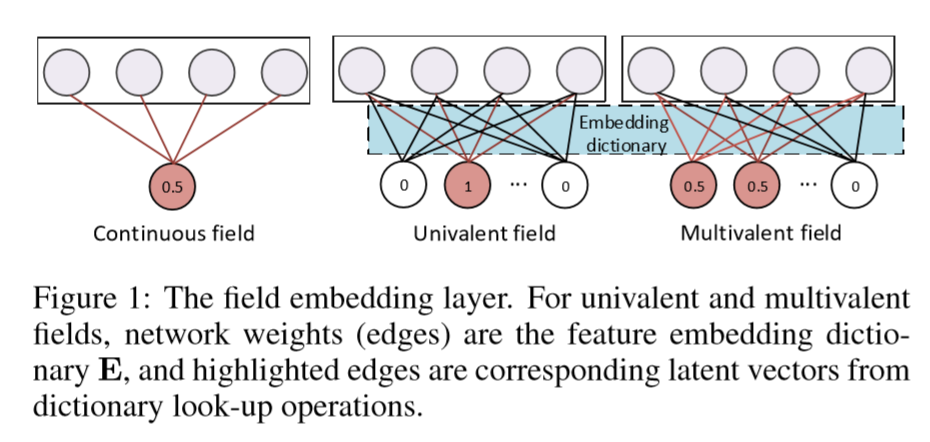 Embedding
dictionary
0.5
0
1
...
0
0.5
0.5
...
0
Continuous field
Univalent field
Multivalent field
Figure 1: The field embedding layer. For univalent and multivalent
fields, network weights (edges) are the feature embedding dictio-
nary E, and highlighted edges are corresponding latent vectors from
dictionary look-up operations.